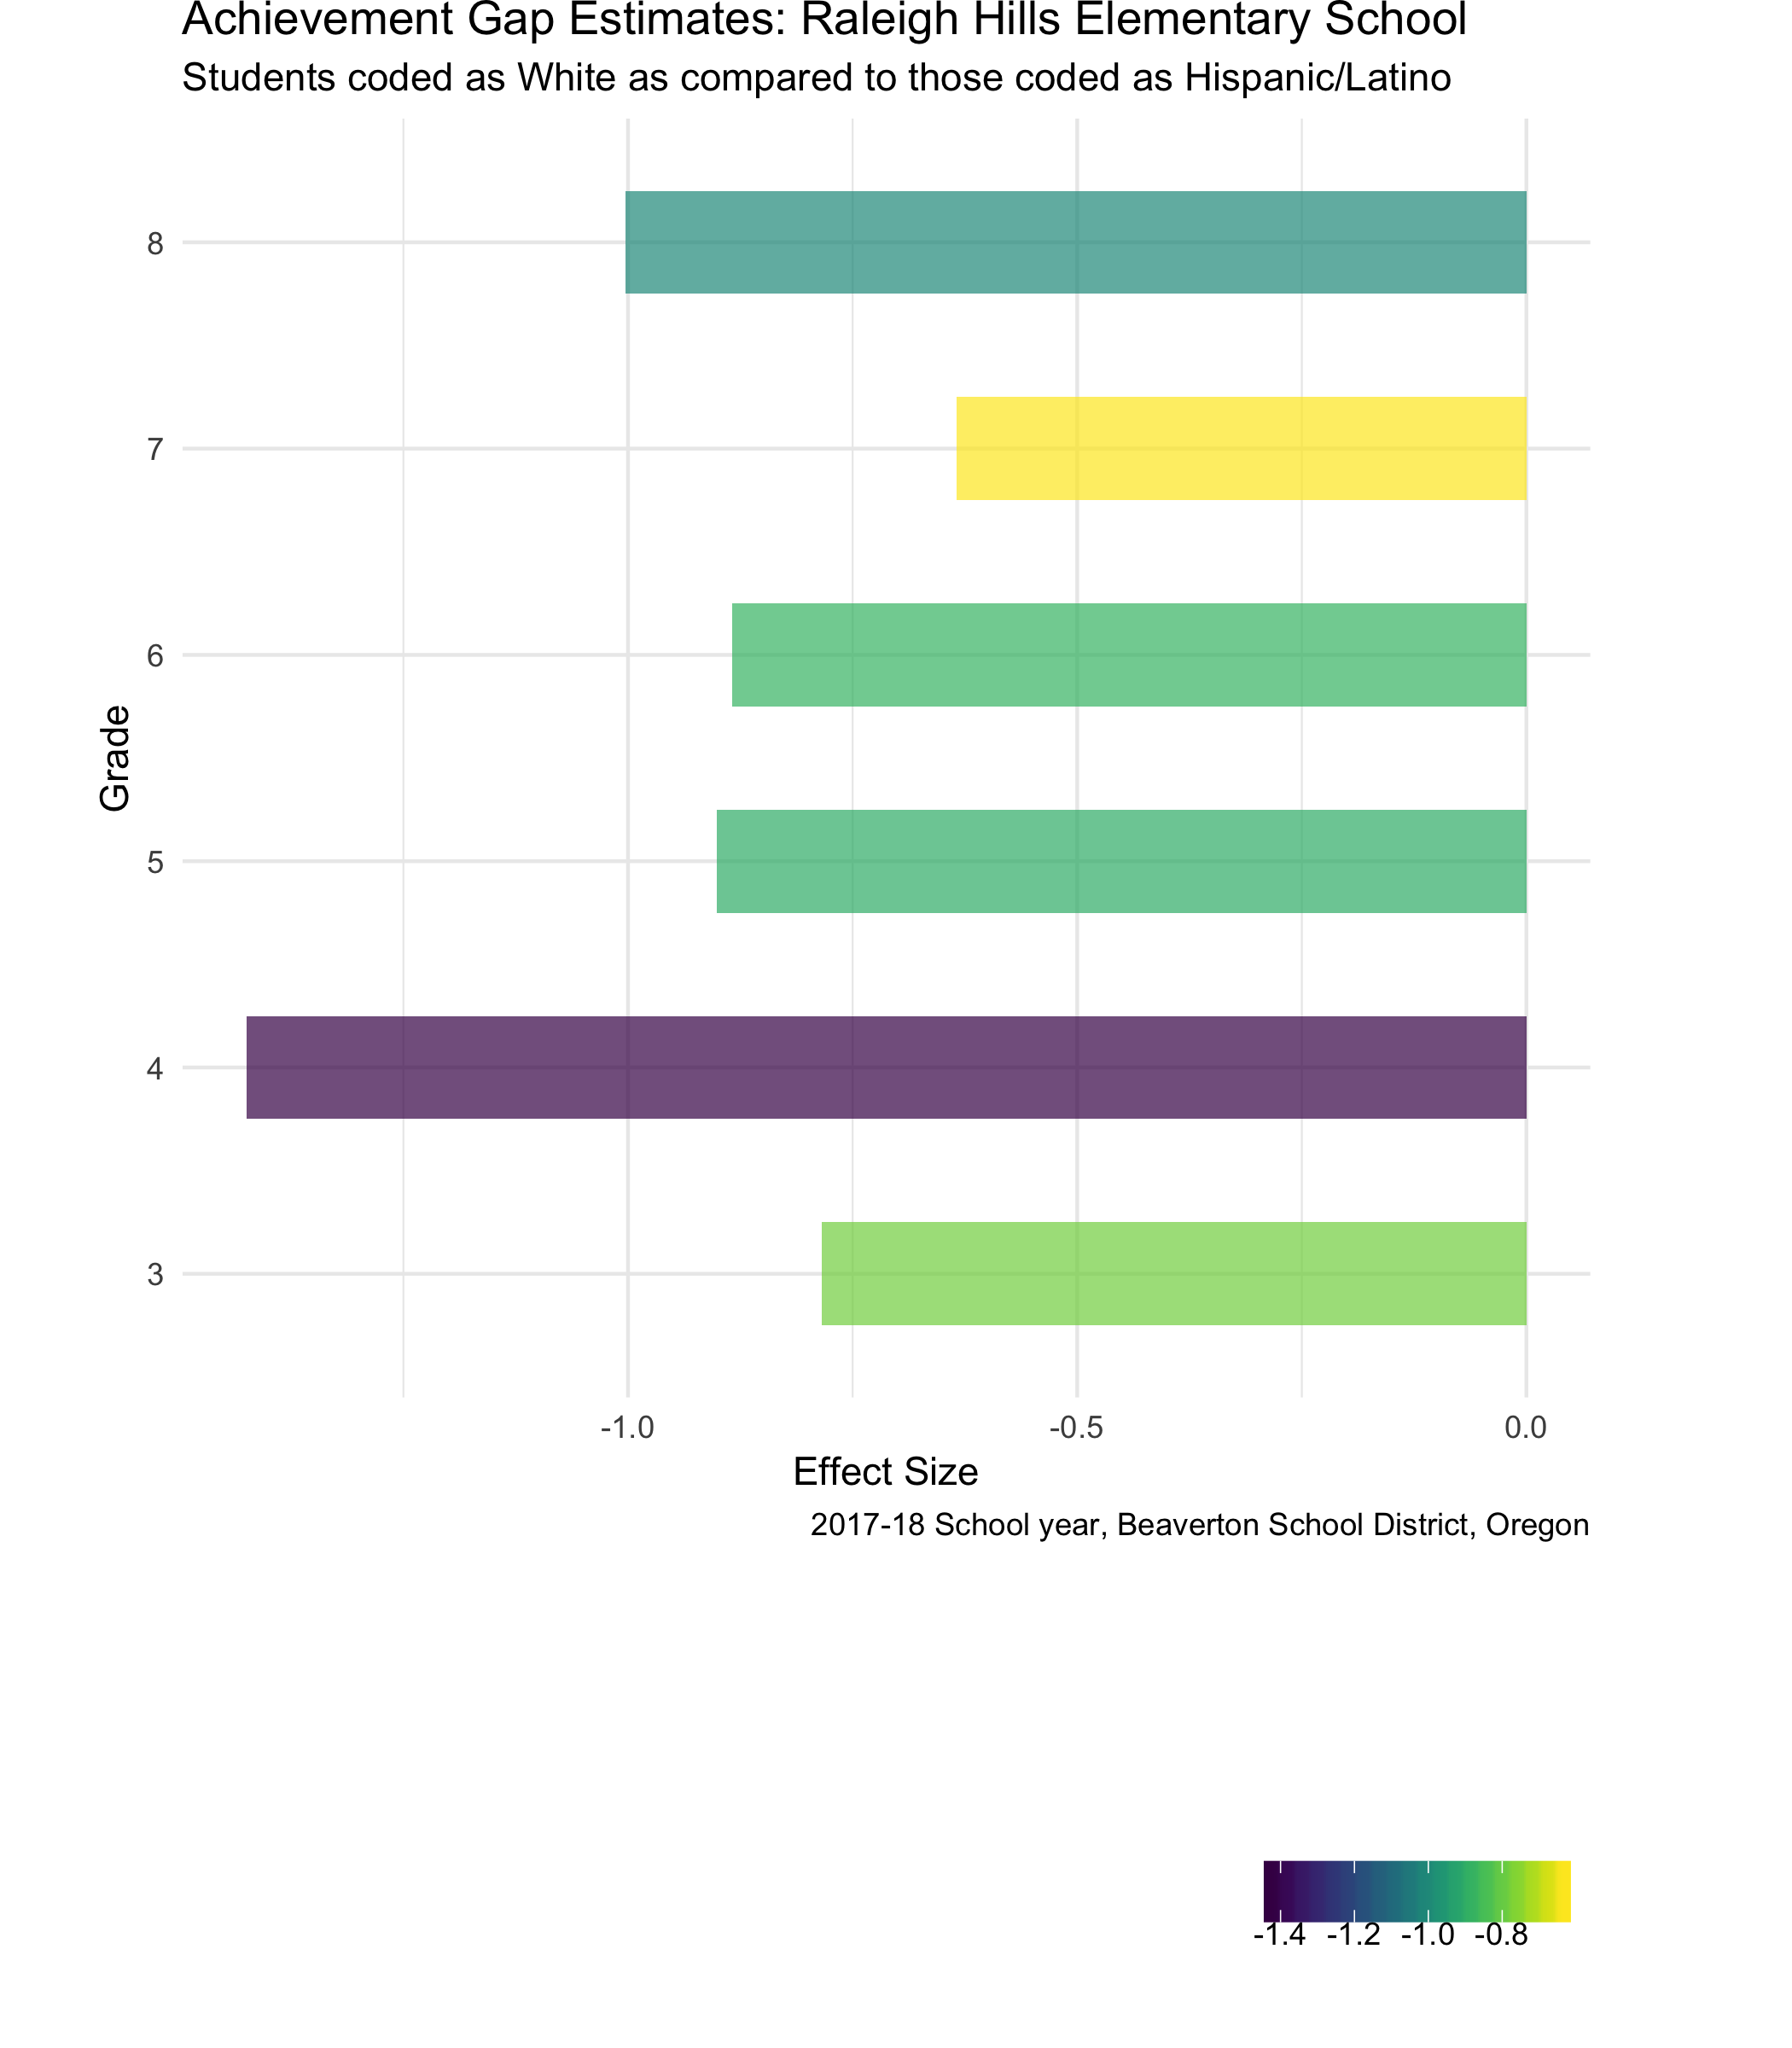 Achievement Gap Estimates: Raleigh Hills Elementary School
Students coded as White as compared to those coded as Hispanic/Latino
8
7
6
5
4
3
Grade
-1.0 -0.5 0.0
Effect Size
2017-18 School year, Beaverton School District, Oregon
-1.4 -1.2 -1.0 -0.8